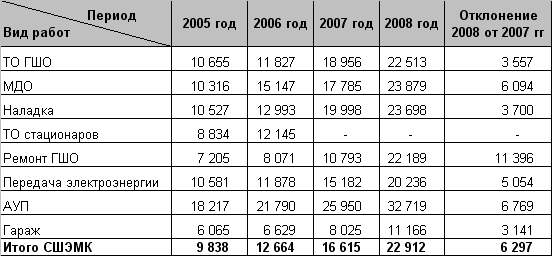 Период
Вид работ 2005 год 2006 год 2007 год 2008 год Отклонение 2008 от 2007 гг
ТО ГШО 10 655 11 827 18 956 22 513 3 557
МДО 10 316 15 147 17 785 23 879 6 094
Наладка 10 527 12 993 19 998 23 698 3 700
ТО стационаров 8 834 12 145 - - -
Ремонт ГШО 7 205 8 071 10 793 22 189 11 396
Передача электроэнергии 10 581 11 878 15 182 20 236 5 054
АУП 18 217 21 790 25 950 32 719 6 769
Гараж 6 065 6 629 8 025 11 166 3 141
Итого СШЭМК 9 838 12 664 16 615 22 912 6 297